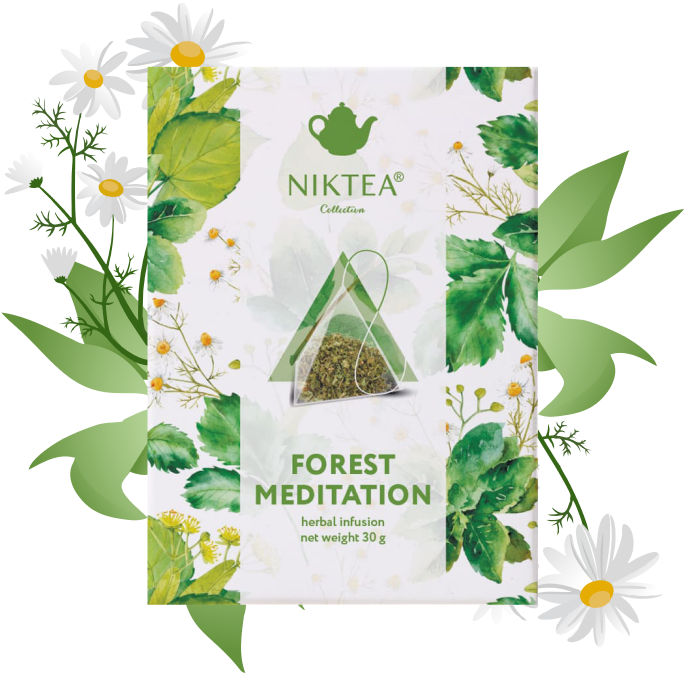 NIKTEA®
Collection
FOREST
MEDITATION
herbal infusion
net weight 30 g